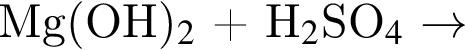 Mg(OH)₂ + H₂SO₄ →